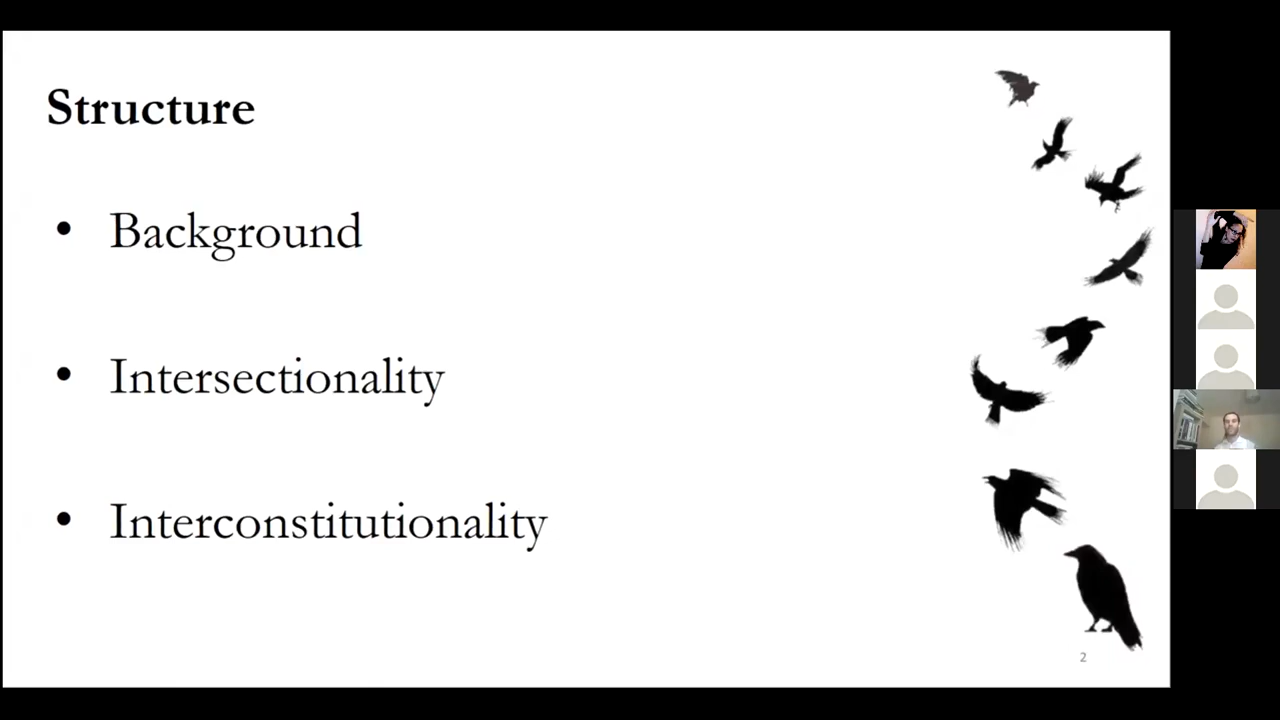 Structure
• Background
• Intersectionality
• Interconstitutionality
2